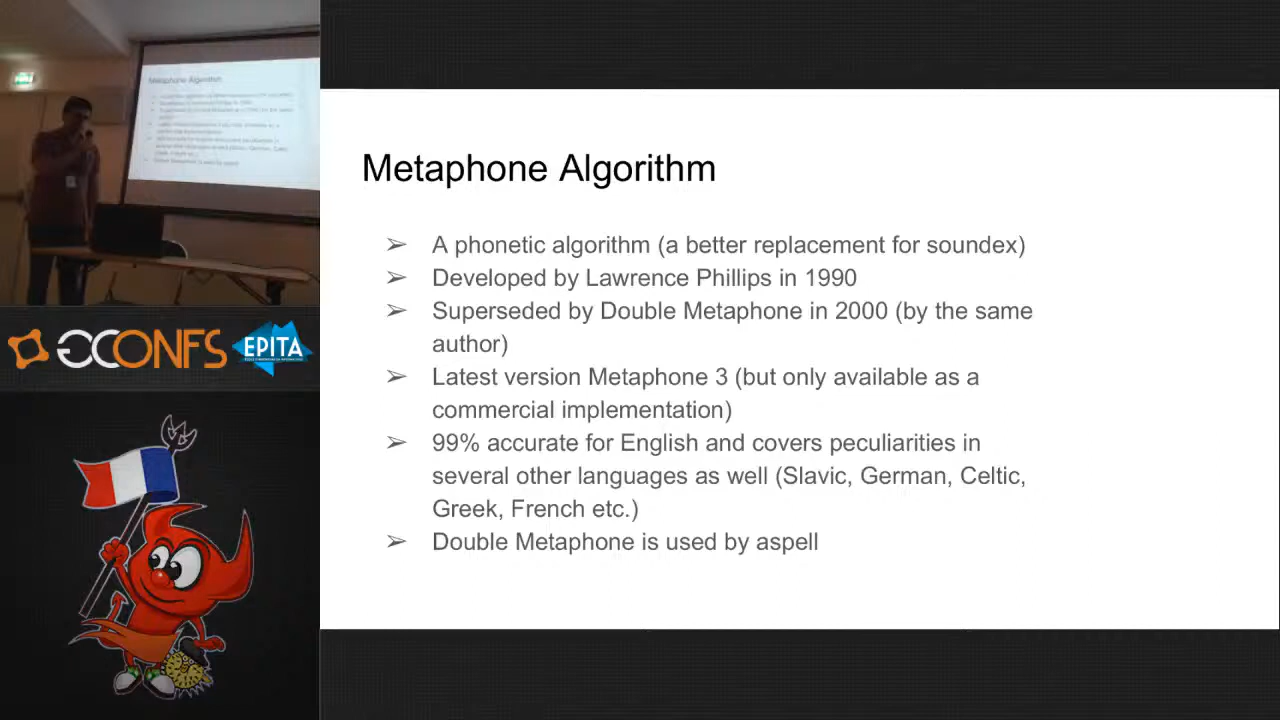 Metaphone Algorithm
GCONFS
EPITA
Metaphone Algorithm
➢ A phonetic algorithm (a better replacement for soundex)
➢ Developed by Lawrence Phillips in 1990
➢ Superseded by Double Metaphone in 2000 (by the same
author)
➢ Latest version Metaphone 3 (but only available as a
commercial implementation)
➢ 99% accurate for English and covers peculiarities in
several other languages as well (Slavic, German, Celtic,
Greek, French etc.)
➢ Double Metaphone is used by aspell